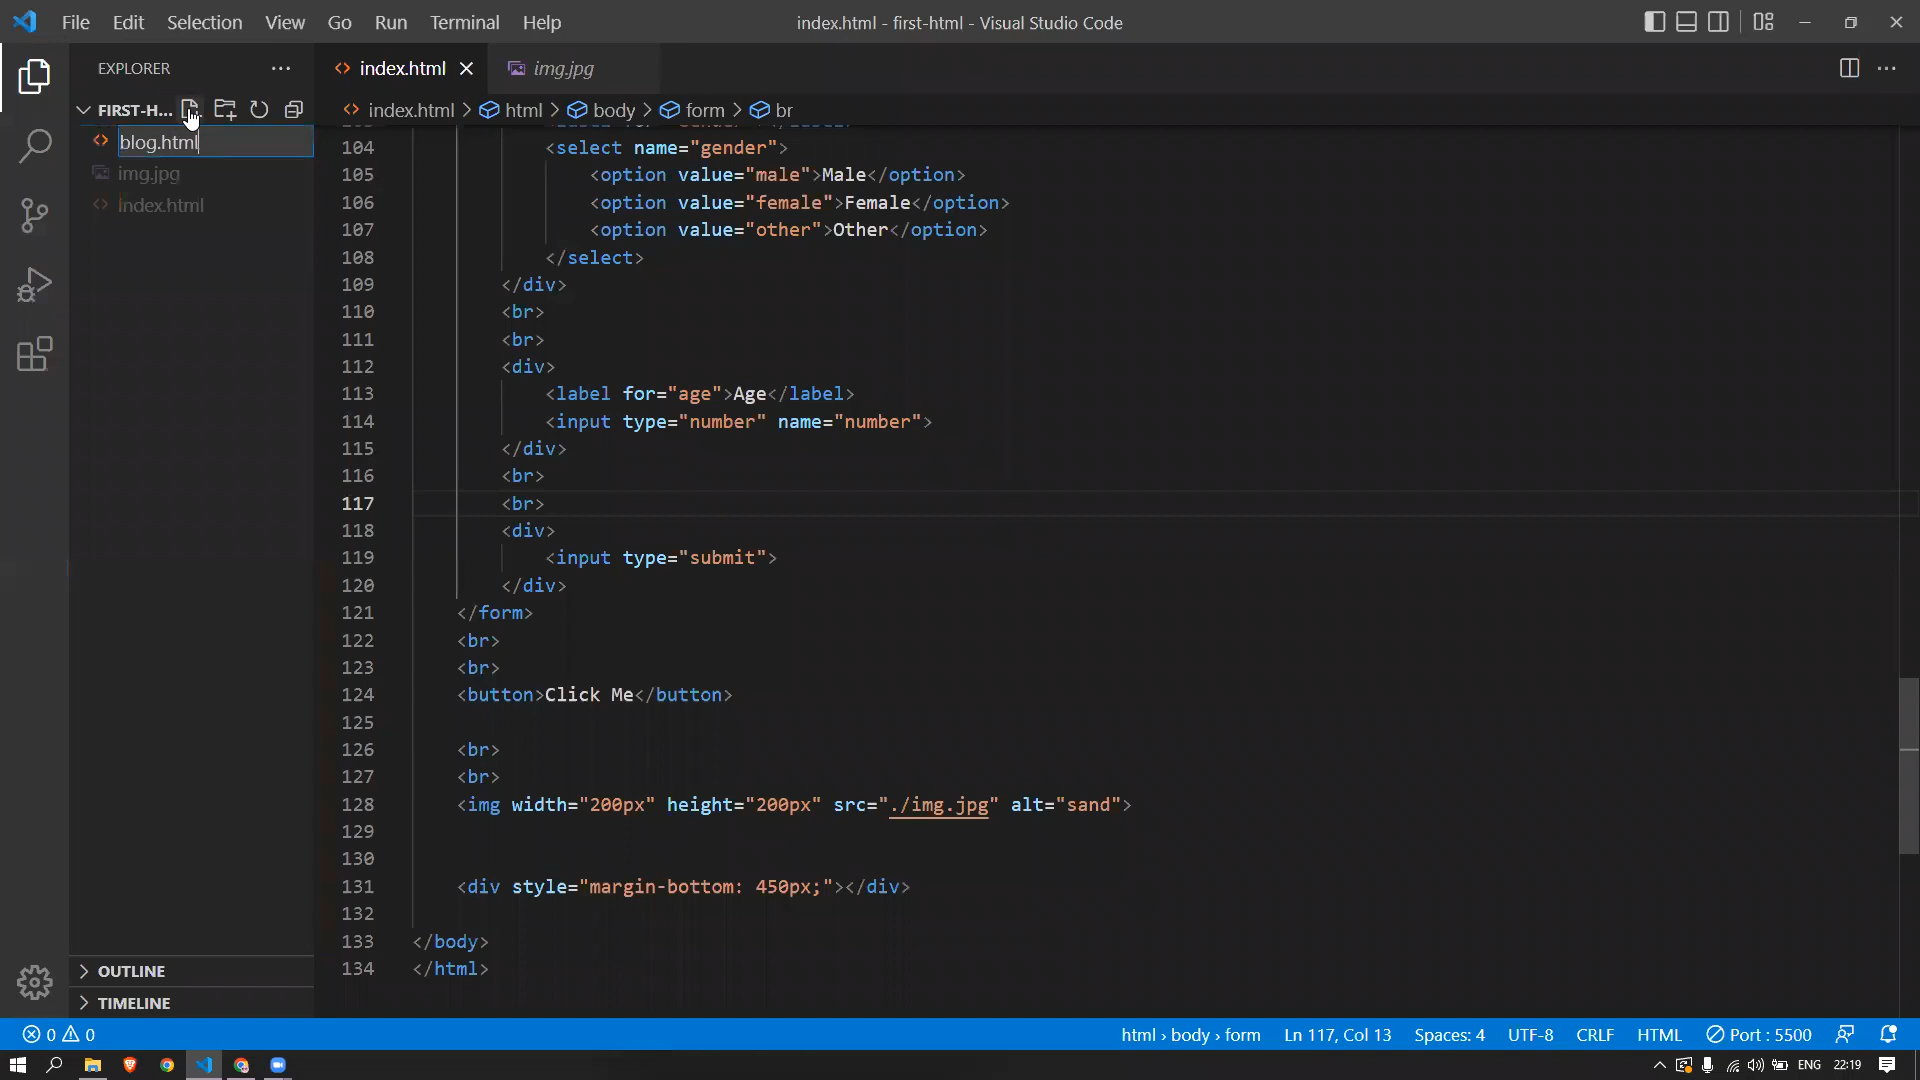 File Edit Selection View Go Run Terminal Help
index.html - first-html - Visual Studio Code
EXPLORER
index.html
img.jpg
FIRST-H...
index.html > html > body > form > br
blog.html
img.jpg
index.html
104 <select name="gender">
105 <option value="male">Male</option>
106 <option value="female">Female</option>
107 <option value="other">Other</option>
108 </select>
109 </div>
110 <br>
111 <br>
112 <div>
113 <label for="age">Age</label>
114 <input type="number" name="number">
115 </div>
116 <br>
117 <br>
118 <div>
119 <input type="submit">
120 </div>
121 </form>
122 <br>
123 <br>
124 <button>Click Me</button>
125
126 <br>
127 <br>
128 <img width="200px" height="200px" src="./img.jpg" alt="sand">
129
130
131 <div style="margin-bottom: 450px;"></div>
132
133 </body>
134 </html>
OUTLINE
TIMELINE
0 0
html > body > form
Ln 117, Col 13
Spaces: 4
UTF-8
CRLF
HTML
Port : 5500
ENG
22:19